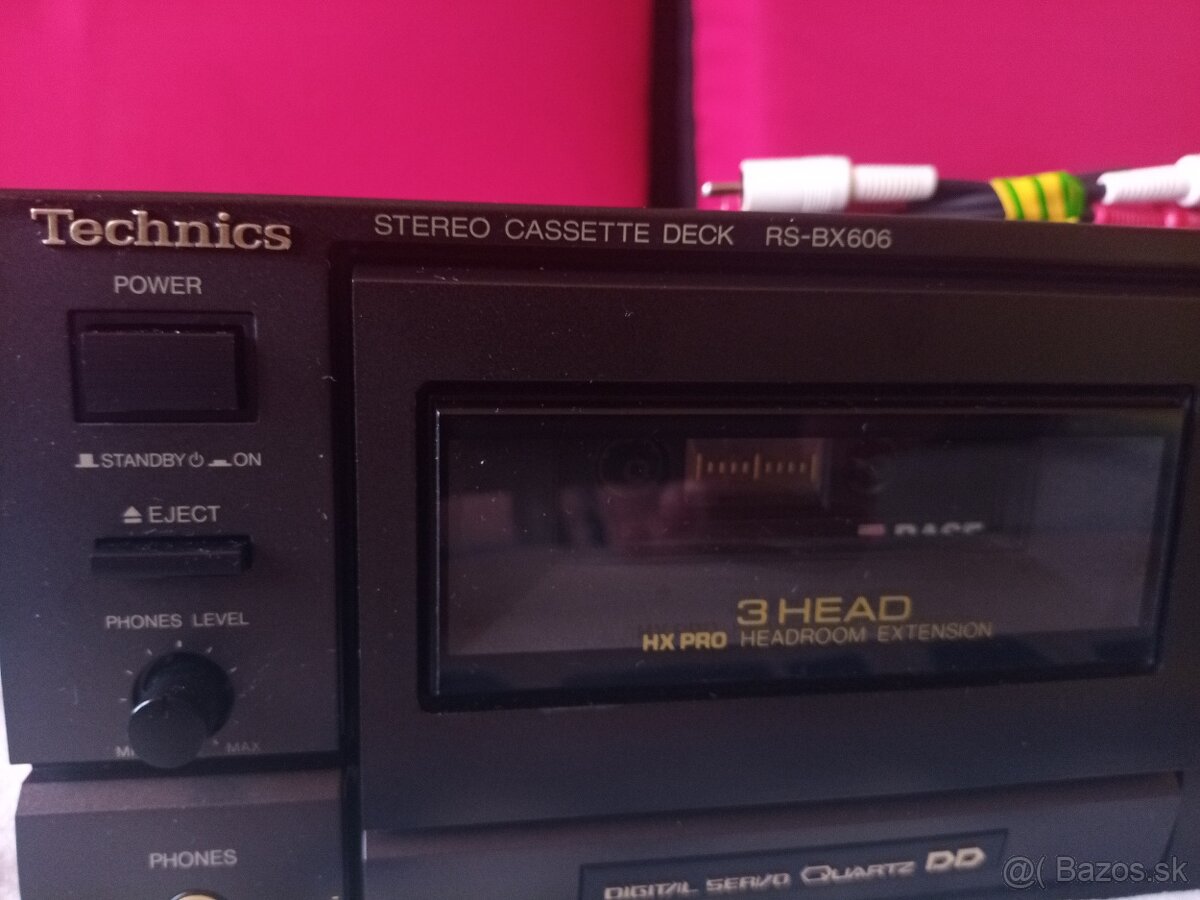 Technics
STEREO CASSETTE DECK RS-BX606
POWER
STANDBY ON
EJECT
BASF
PHONES LEVEL
3 HEAD
HX PRO HEADROOM EXTENSION
MAX
PHONES
DIGITAL SERVO QUARTZ DD
@( Bazos.sk